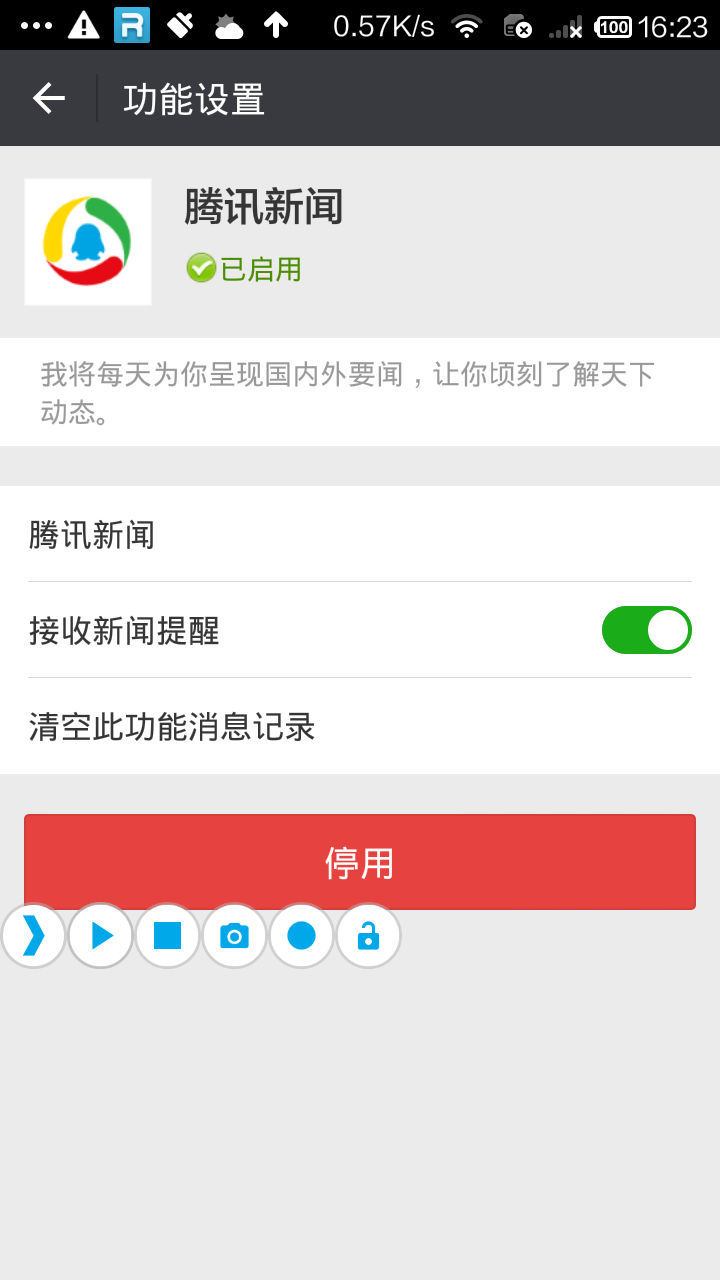 0.57K/s 100 16:23
功能设置
腾讯新闻
已启用
我将每天为你呈现国内外要闻，让你顷刻了解天下
动态。
腾讯新闻
接收新闻提醒
清空此功能消息记录
停用